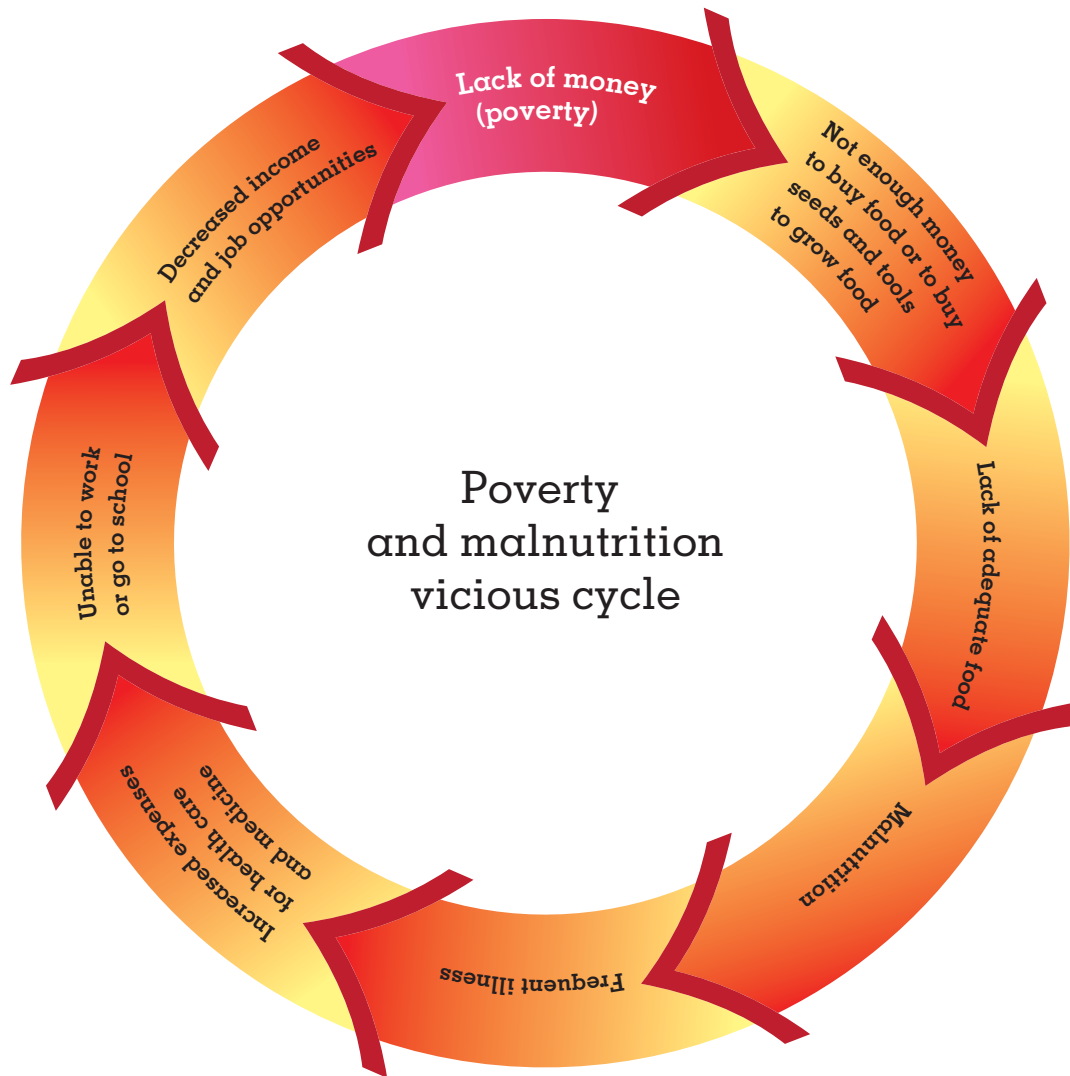 Poverty
and malnutrition
vicious cycle
Lack of money
(poverty)
Not enough money
to buy food or to buy
seeds and tools
to grow food
Lack of adequate food
Malnutrition
Frequent illness
Increased expenses
for health care
and medicine
Unable to work
or go to school
Decreased income
and job opportunities